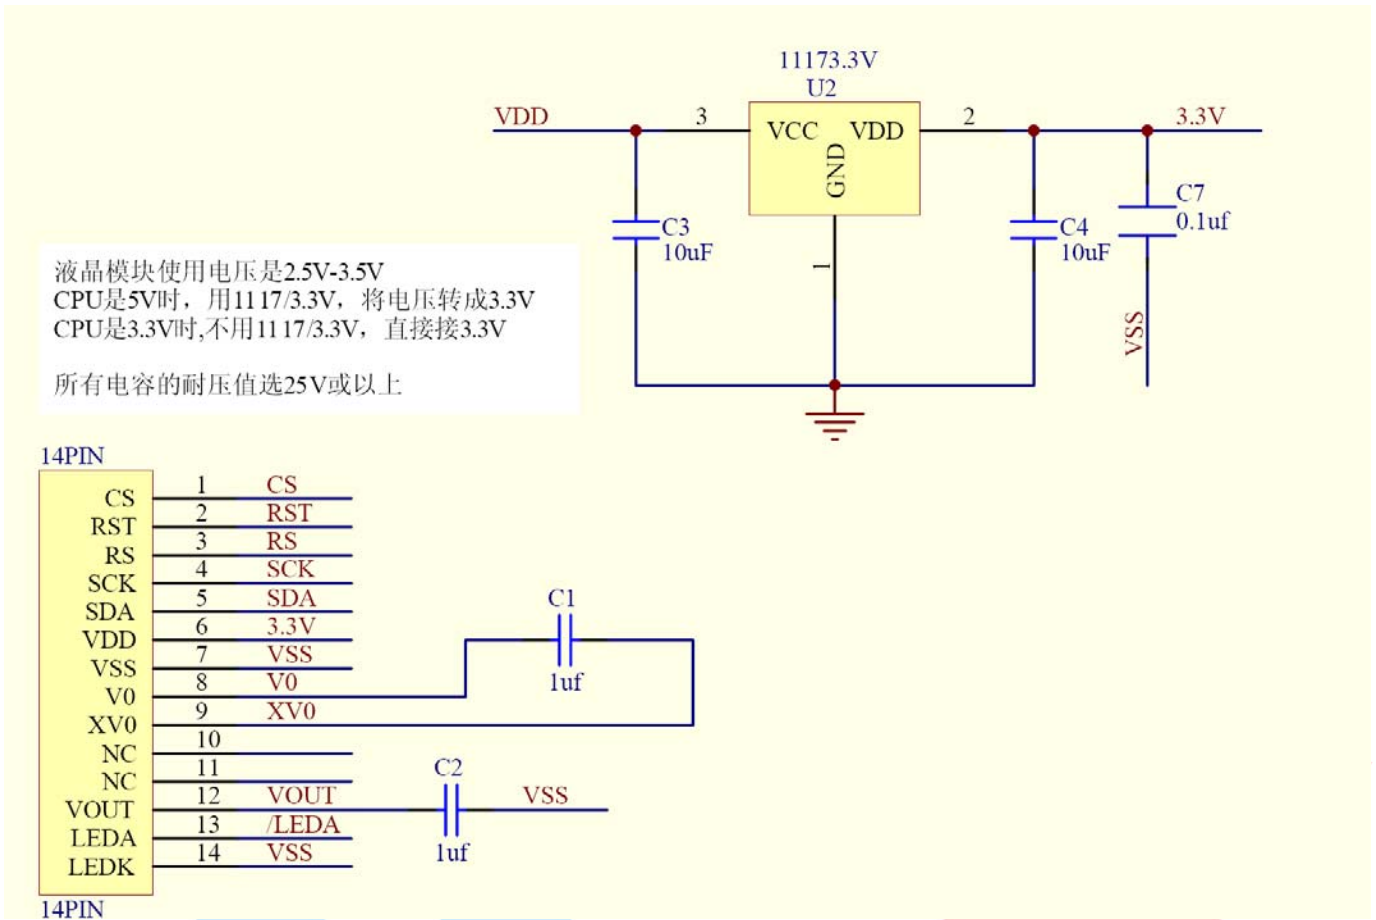 11173.3V
U2
VDD
3
VCC
VDD
GND
2
3.3V
C3
10uF
1
C4
10uF
C7
0.1uf
VSS
液晶模块使用电压是2.5V-3.5V
CPU是5V时，用1117/3.3V，将电压转成3.3V
CPU是3.3V时,不用1117/3.3V，直接接3.3V
所有电容的耐压值选25V或以上
14PIN
CS 1 CS
RST 2 RST
RS 3 RS
SCK 4 SCK
SDA 5 SDA
VDD 6 3.3V
VSS 7 VSS
V0 8 V0
XV0 9 XV0
NC 10
NC 11
VOUT 12 VOUT
LEDA 13 /LEDA
LEDK 14 VSS
14PIN
C1
1uf
C2
1uf
VSS